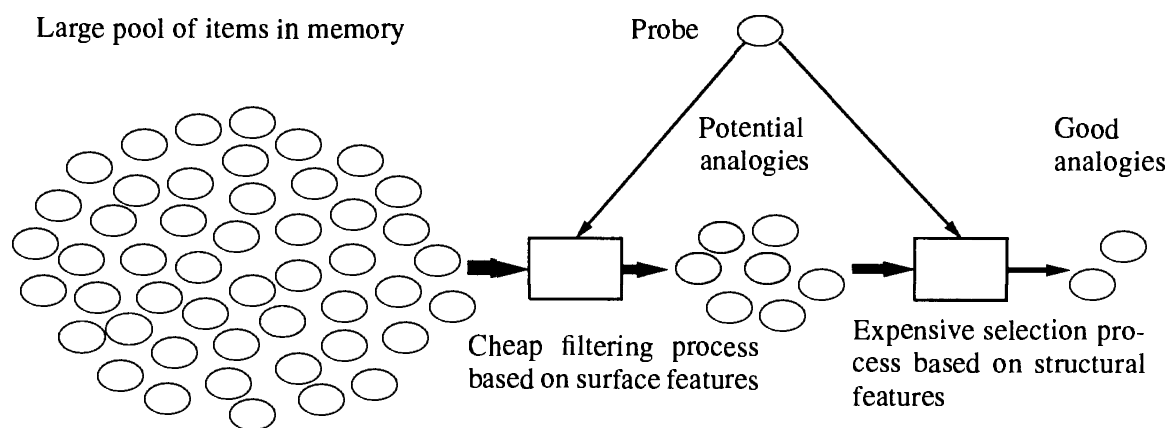 Large pool of items in memory
Probe
Potential
analogies
Good
analogies
Cheap filtering process
based on surface features
Expensive selection pro-
cess based on structural
features